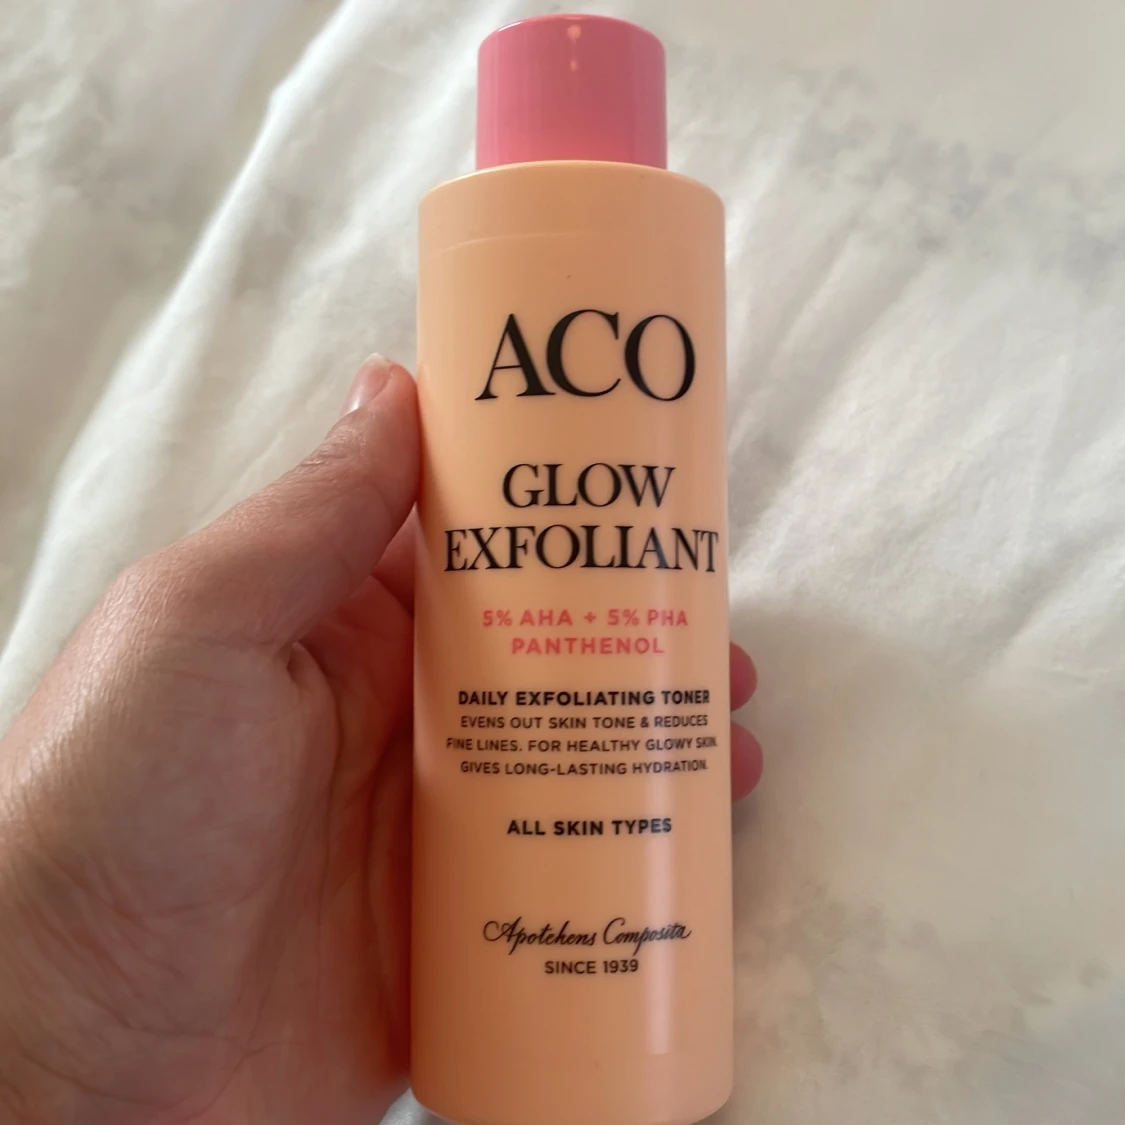 ACO
GLOW
EXFOLIANT
5% AHA + 5% PHA
PANTHENOL
DAILY EXFOLIATING TONER
EVENS OUT SKIN TONE & REDUCES
FINE LINES. FOR HEALTHY GLOWY SKIN.
GIVES LONG-LASTING HYDRATION.
ALL SKIN TYPES
Apotekens Composita
SINCE 1939